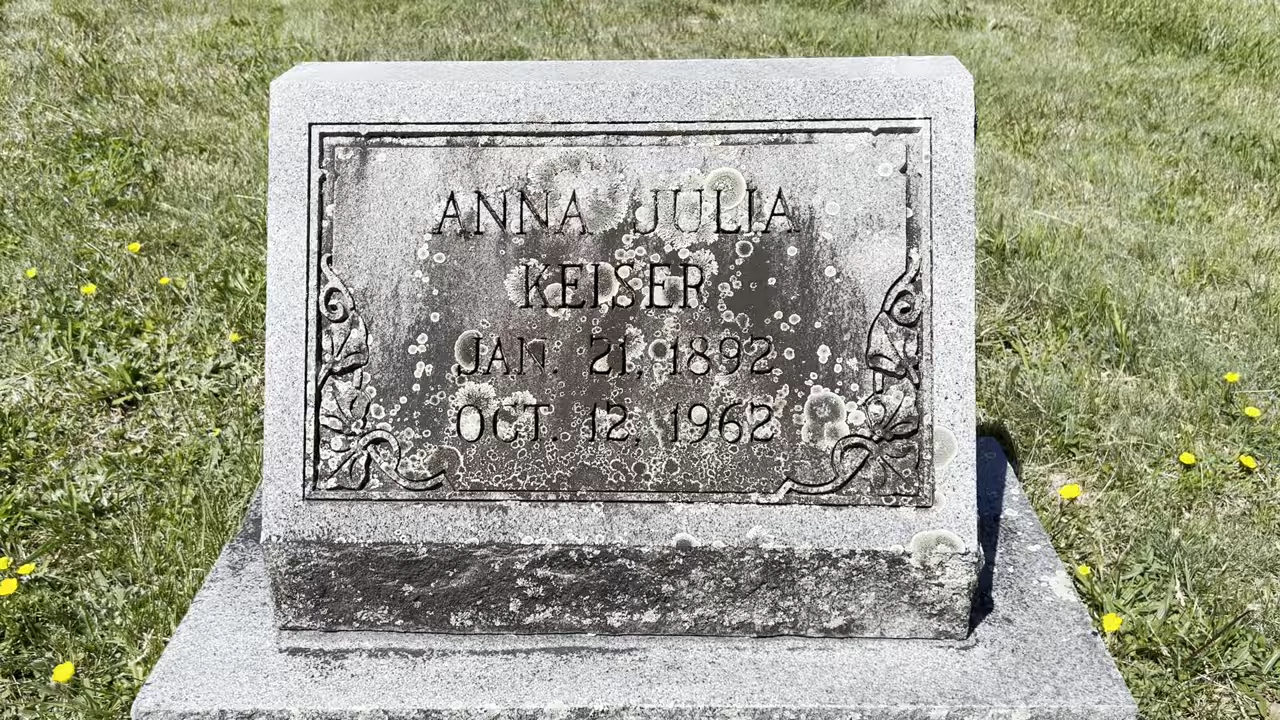 ANNA JULIA
KEISER
JAN. 21, 1892
OCT. 12, 1962